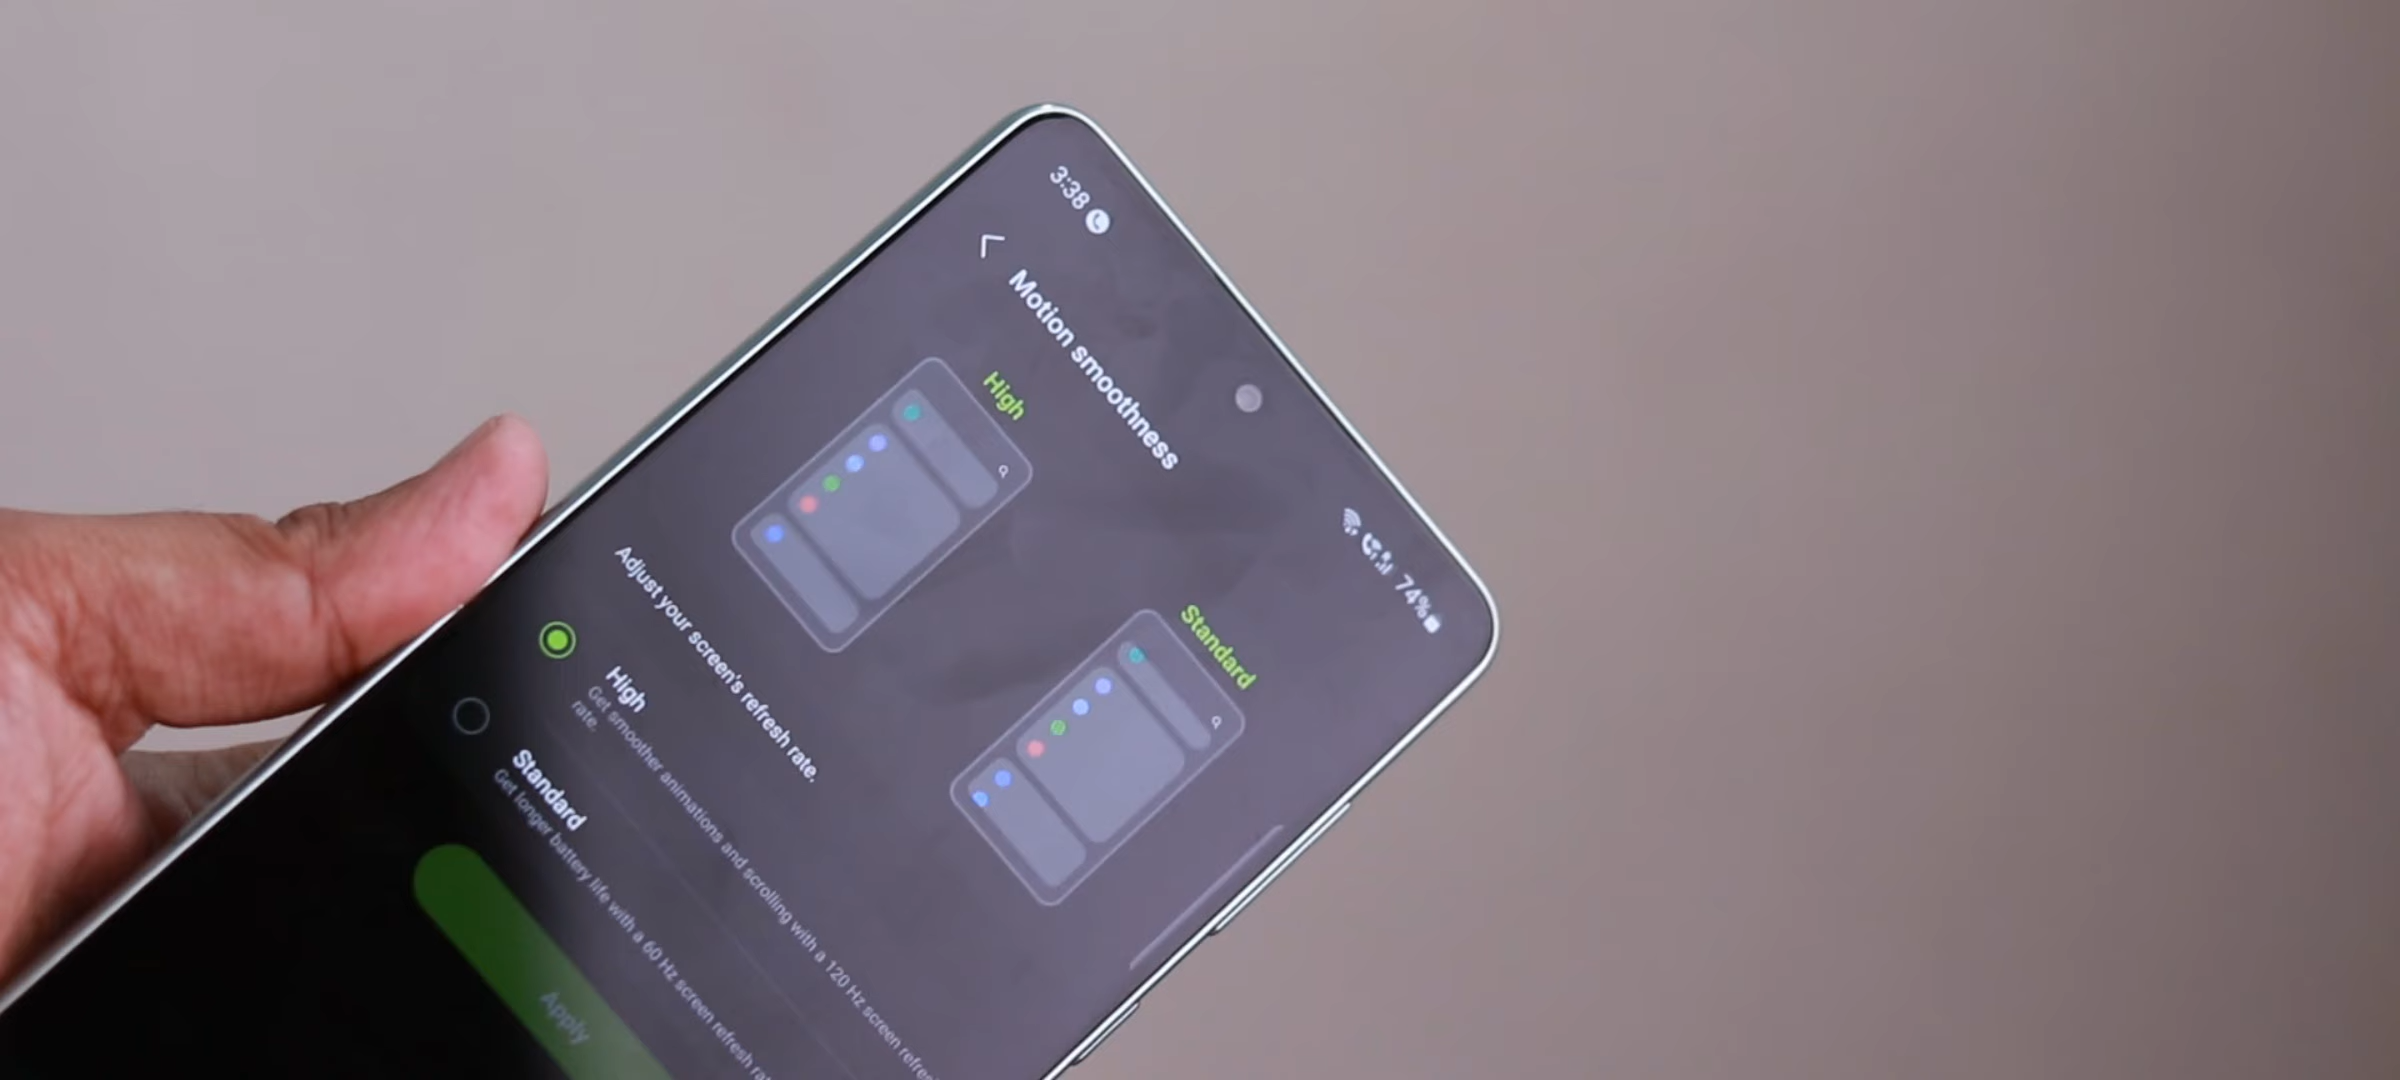 3:38
74%
Motion smoothness
High
Standard
Adjust your screen's refresh rate.
High
Get smoother animations and scrolling with a 120 Hz screen refresh
rate.
Standard
Get longer battery life with a 60 Hz screen refresh
Apply